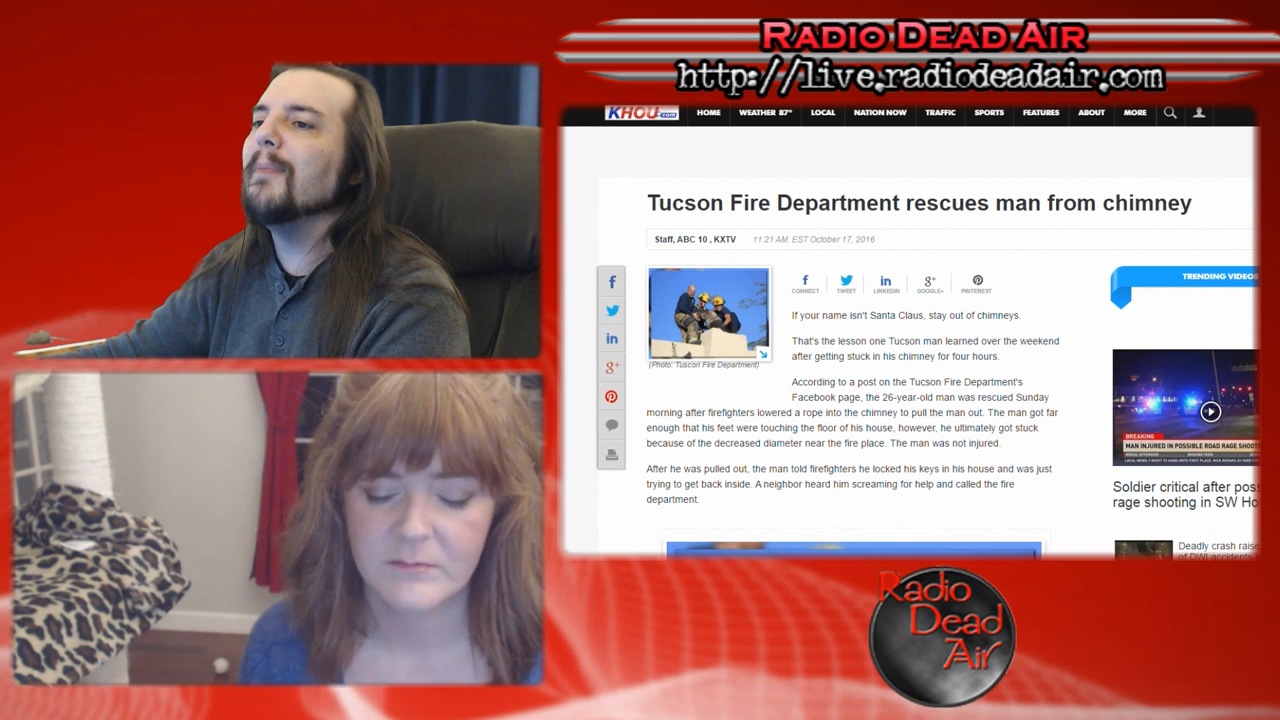 Radio Dead Air
http://live.radiodeadair.com
KHOU.com HOME WEATHER 87° LOCAL NATION NOW TRAFFIC SPORTS FEATURES ABOUT MORE
Tucson Fire Department rescues man from chimney
Staff, ABC 10 , KXTV 11:21 AM. EST October 17, 2016
CONNECT TWEET LINKEDIN GOOGLE+ PINTEREST
(Photo: Tuscon Fire Department)
If your name isn't Santa Claus, stay out of chimneys.
That's the lesson one Tucson man learned over the weekend
after getting stuck in his chimney for four hours.
According to a post on the Tucson Fire Department's
Facebook page, the 26-year-old man was rescued Sunday
morning after firefighters lowered a rope into the chimney to pull the man out. The man got far
enough that his feet were touching the floor of his house, however, he ultimately got stuck
because of the decreased diameter near the fire place. The man was not injured.
After he was pulled out, the man told firefighters he locked his keys in his house and was just
trying to get back inside. A neighbor heard him screaming for help and called the fire
department.
TRENDING VIDEOS
BREAKING
MAN INJURED IN POSSIBLE ROAD RAGE SHOOTI
Soldier critical after poss
rage shooting in SW Ho
Deadly crash raise
of DWI accidents
Radio
Dead
Air